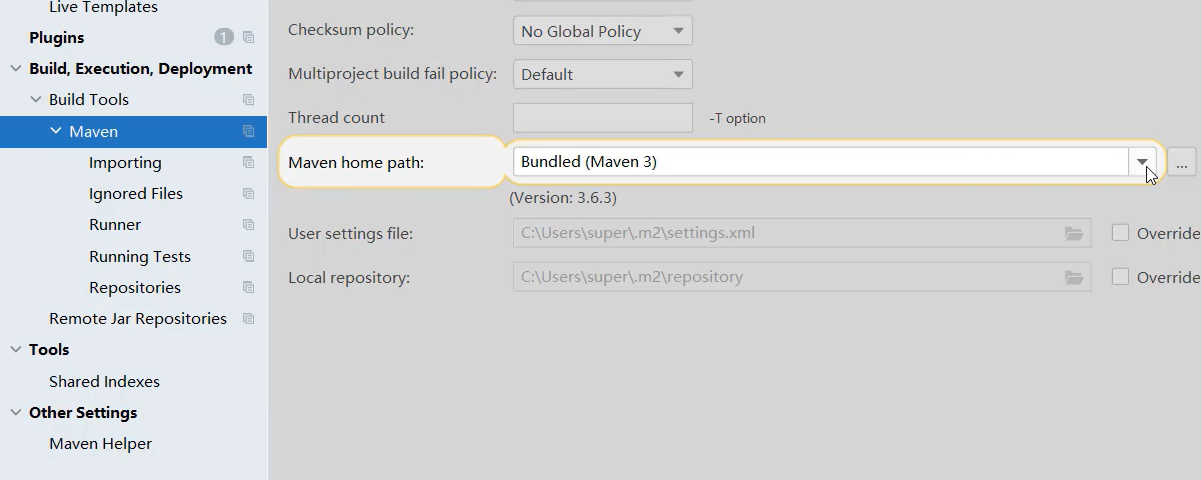 Live Templates
Plugins 1
Build, Execution, Deployment
Build Tools
Maven
Importing
Ignored Files
Runner
Running Tests
Repositories
Remote Jar Repositories
Tools
Shared Indexes
Other Settings
Maven Helper
Checksum policy: No Global Policy
Multiproject build fail policy: Default
Thread count -T option
Maven home path: Bundled (Maven 3) ...
(Version: 3.6.3)
User settings file: C:\Users\super\.m2\settings.xml Override
Local repository: C:\Users\super\.m2\repository Override